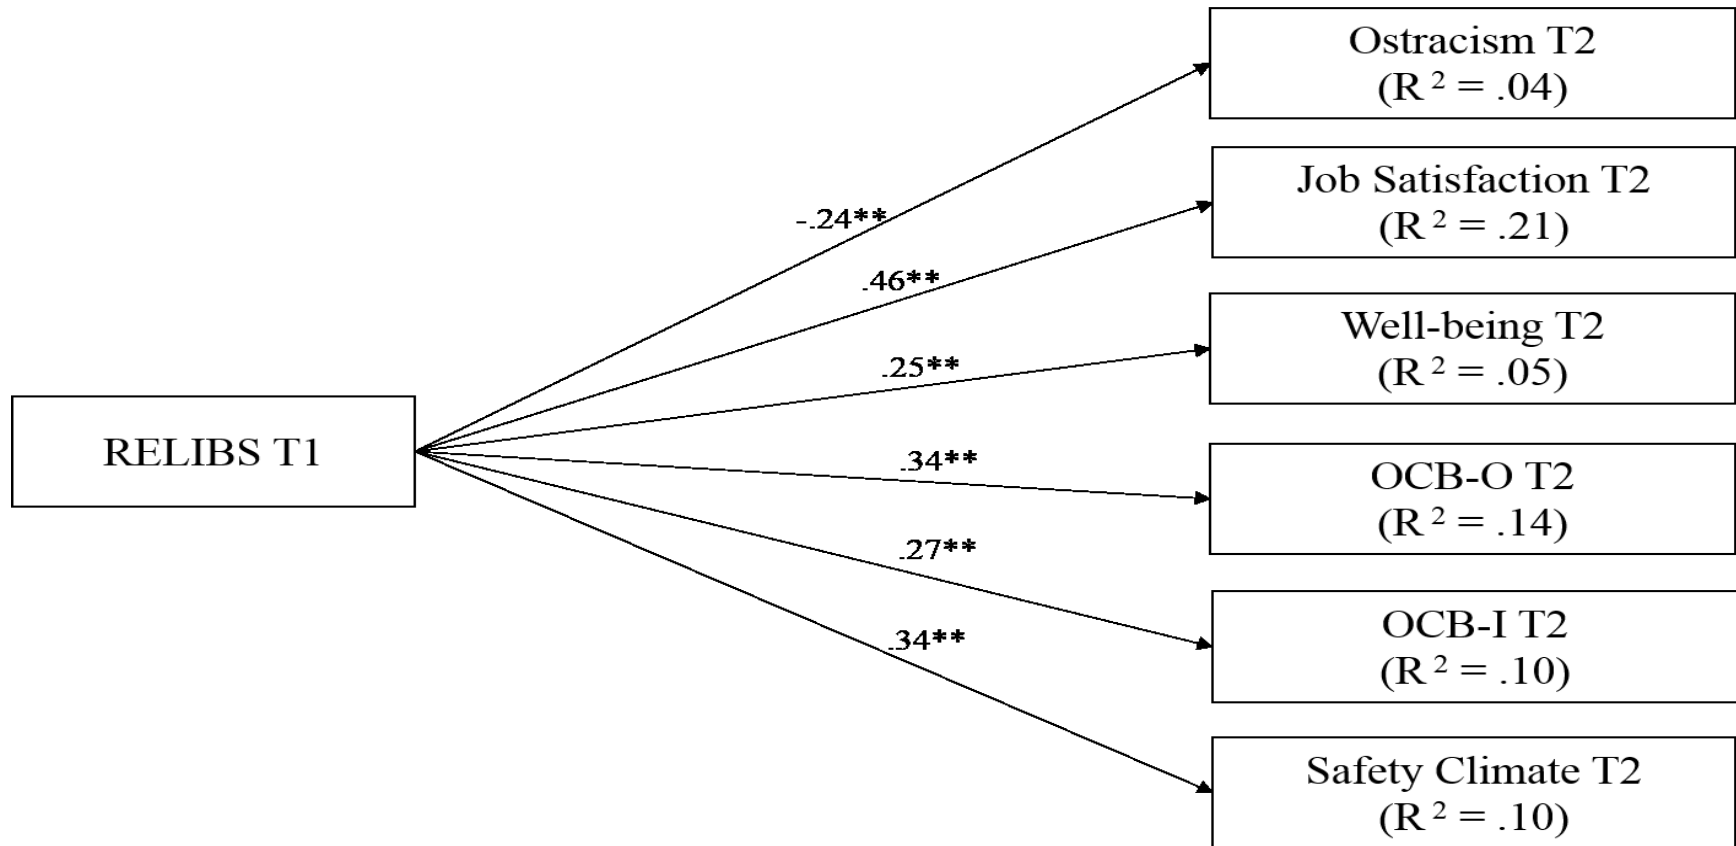 Ostracism T2
(R² = .04)
Job Satisfaction T2
(R² = .21)
Well-being T2
(R² = .05)
OCB-O T2
(R² = .14)
OCB-I T2
(R² = .10)
Safety Climate T2
(R² = .10)
RELIBS T1
-.24**
.46**
.25**
.34**
.27**
.34**